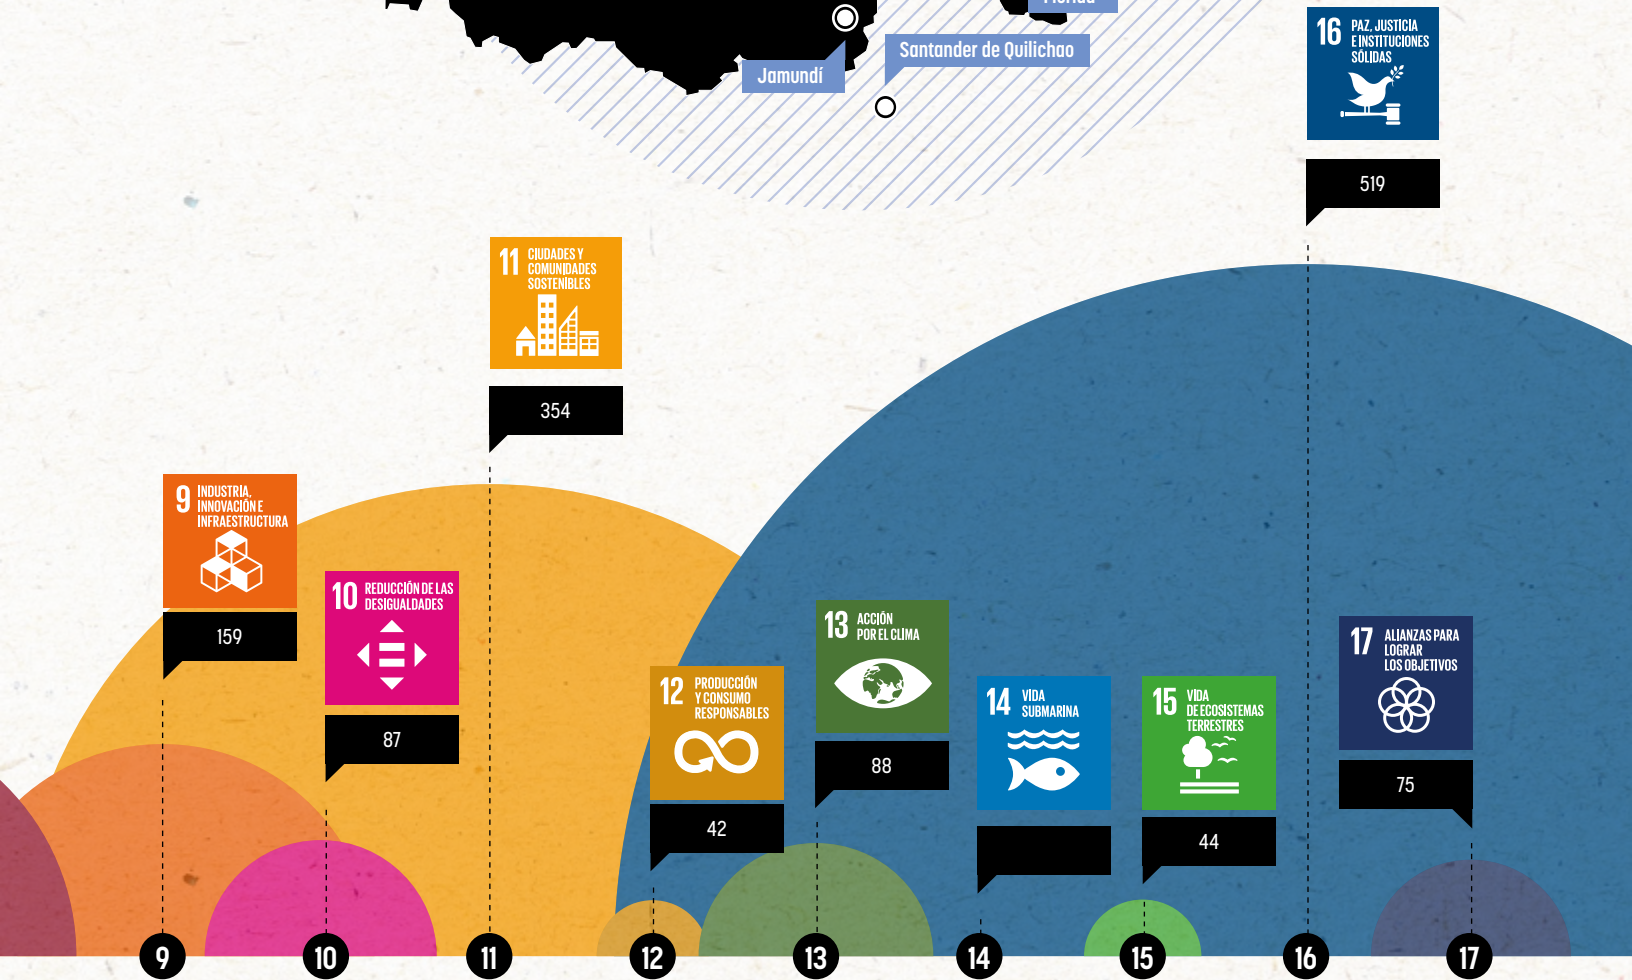 Santander de Quilichao
Jamundí
16 PAZ, JUSTICIA
E INSTITUCIONES
SÓLIDAS
519
11 CIUDADES Y
COMUNIDADES
SOSTENIBLES
354
9 INDUSTRIA,
INNOVACIÓN E
INFRAESTRUCTURA
159
10 REDUCCIÓN DE LAS
DESIGUALDADES
87
12 PRODUCCIÓN
Y CONSUMO
RESPONSABLES
42
13 ACCIÓN
POR EL CLIMA
88
14 VIDA
SUBMARINA
15 VIDA
DE ECOSISTEMAS
TERRESTRES
44
17 ALIANZAS PARA
LOGRAR
LOS OBJETIVOS
75
9 10 11 12 13 14 15 16 17